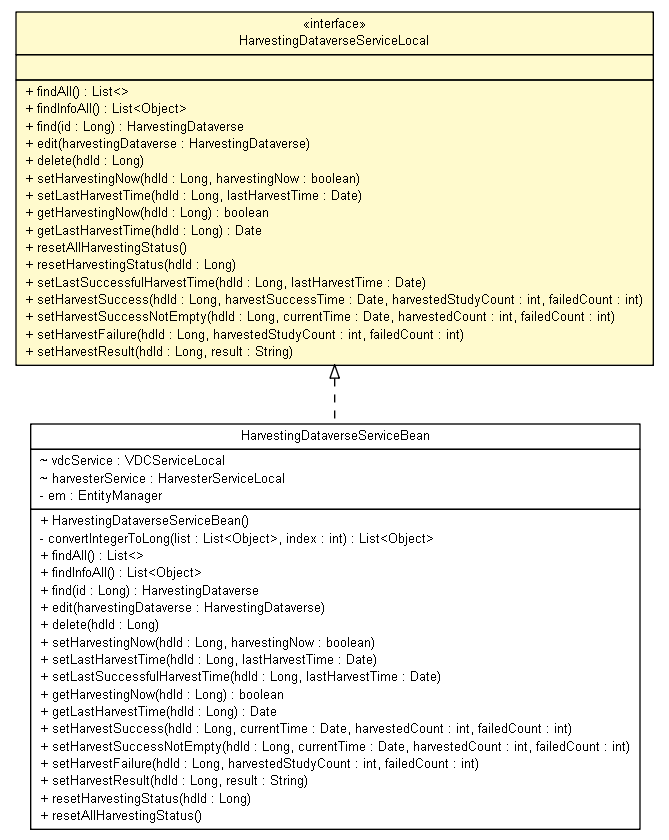 «interface»
HarvestingDataverseServiceLocal
+ findAll() : List<>
+ findInfoAll() : List<Object>
+ find(id : Long) : HarvestingDataverse
+ edit(harvestingDataverse : HarvestingDataverse)
+ delete(hdId : Long)
+ setHarvestingNow(hdId : Long, harvestingNow : boolean)
+ setLastHarvestTime(hdId : Long, lastHarvestTime : Date)
+ getHarvestingNow(hdId : Long) : boolean
+ getLastHarvestTime(hdId : Long) : Date
+ resetAllHarvestingStatus()
+ resetHarvestingStatus(hdId : Long)
+ setLastSuccessfulHarvestTime(hdId : Long, lastHarvestTime : Date)
+ setHarvestSuccess(hdId : Long, harvestSuccessTime : Date, harvestedStudyCount : int, failedCount : int)
+ setHarvestSuccessNotEmpty(hdId : Long, currentTime : Date, harvestedCount : int, failedCount : int)
+ setHarvestFailure(hdId : Long, harvestedStudyCount : int, failedCount : int)
+ setHarvestResult(hdId : Long, result : String)
HarvestingDataverseServiceBean
~ vdcService : VDCServiceLocal
~ harvesterService : HarvesterServiceLocal
- em : EntityManager
+ HarvestingDataverseServiceBean()
- convertIntegerToLong(list : List<Object>, index : int) : List<Object>
+ findAll() : List<>
+ findInfoAll() : List<Object>
+ find(id : Long) : HarvestingDataverse
+ edit(harvestingDataverse : HarvestingDataverse)
+ delete(hdId : Long)
+ setHarvestingNow(hdId : Long, harvestingNow : boolean)
+ setLastHarvestTime(hdId : Long, lastHarvestTime : Date)
+ setLastSuccessfulHarvestTime(hdId : Long, lastHarvestTime : Date)
+ getHarvestingNow(hdId : Long) : boolean
+ getLastHarvestTime(hdId : Long) : Date
+ setHarvestSuccess(hdId : Long, currentTime : Date, harvestedCount : int, failedCount : int)
+ setHarvestSuccessNotEmpty(hdId : Long, currentTime : Date, harvestedCount : int, failedCount : int)
+ setHarvestFailure(hdId : Long, harvestedStudyCount : int, failedCount : int)
+ setHarvestResult(hdId : Long, result : String)
+ resetHarvestingStatus(hdId : Long)
+ resetAllHarvestingStatus()